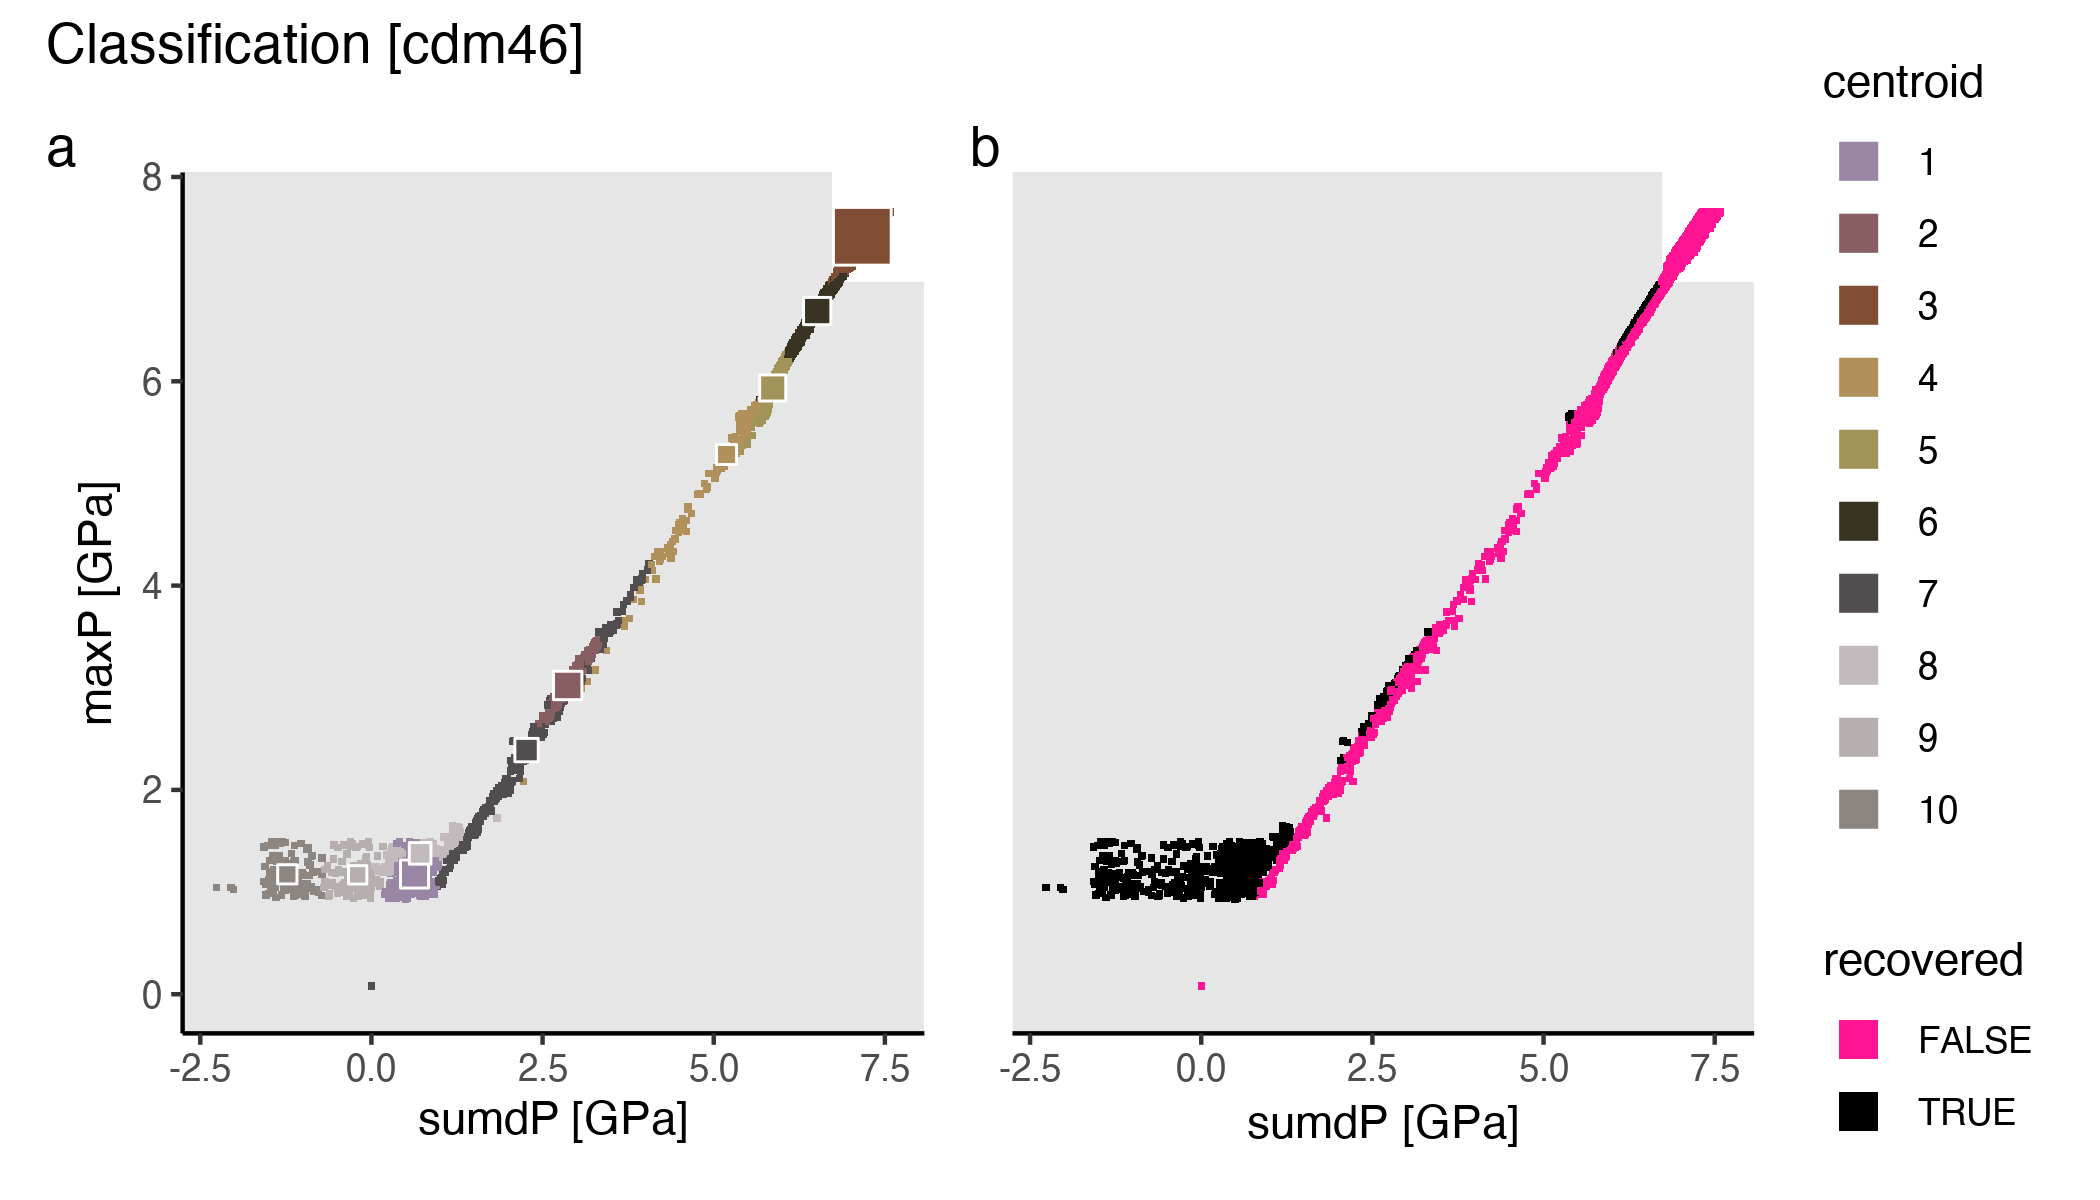 Classification [cdm46]
a
b
maxP [GPa]
8
6
4
2
0
-2.5 0.0 2.5 5.0 7.5
sumdP [GPa]
-2.5 0.0 2.5 5.0 7.5
sumdP [GPa]
centroid
1
2
3
4
5
6
7
8
9
10
recovered
FALSE
TRUE